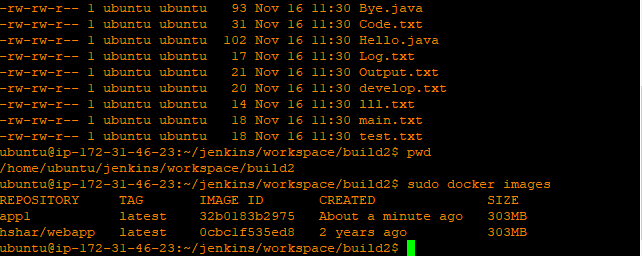 -rw-rw-r-- 1 ubuntu ubuntu 93 Nov 16 11:30 Bye.java
-rw-rw-r-- 1 ubuntu ubuntu 31 Nov 16 11:30 Code.txt
-rw-rw-r-- 1 ubuntu ubuntu 102 Nov 16 11:30 Hello.java
-rw-rw-r-- 1 ubuntu ubuntu 17 Nov 16 11:30 Log.txt
-rw-rw-r-- 1 ubuntu ubuntu 21 Nov 16 11:30 Output.txt
-rw-rw-r-- 1 ubuntu ubuntu 20 Nov 16 11:30 develop.txt
-rw-rw-r-- 1 ubuntu ubuntu 14 Nov 16 11:30 lll.txt
-rw-rw-r-- 1 ubuntu ubuntu 18 Nov 16 11:30 main.txt
-rw-rw-r-- 1 ubuntu ubuntu 18 Nov 16 11:30 test.txt
ubuntu@ip-172-31-46-23:~/jenkins/workspace/build2$ pwd
/home/ubuntu/jenkins/workspace/build2
ubuntu@ip-172-31-46-23:~/jenkins/workspace/build2$ sudo docker images
REPOSITORY TAG IMAGE ID CREATED SIZE
app1 latest 32b0183b2975 About a minute ago 303MB
hshar/webapp latest 0cbc1f535ed8 2 years ago 303MB
ubuntu@ip-172-31-46-23:~/jenkins/workspace/build2$